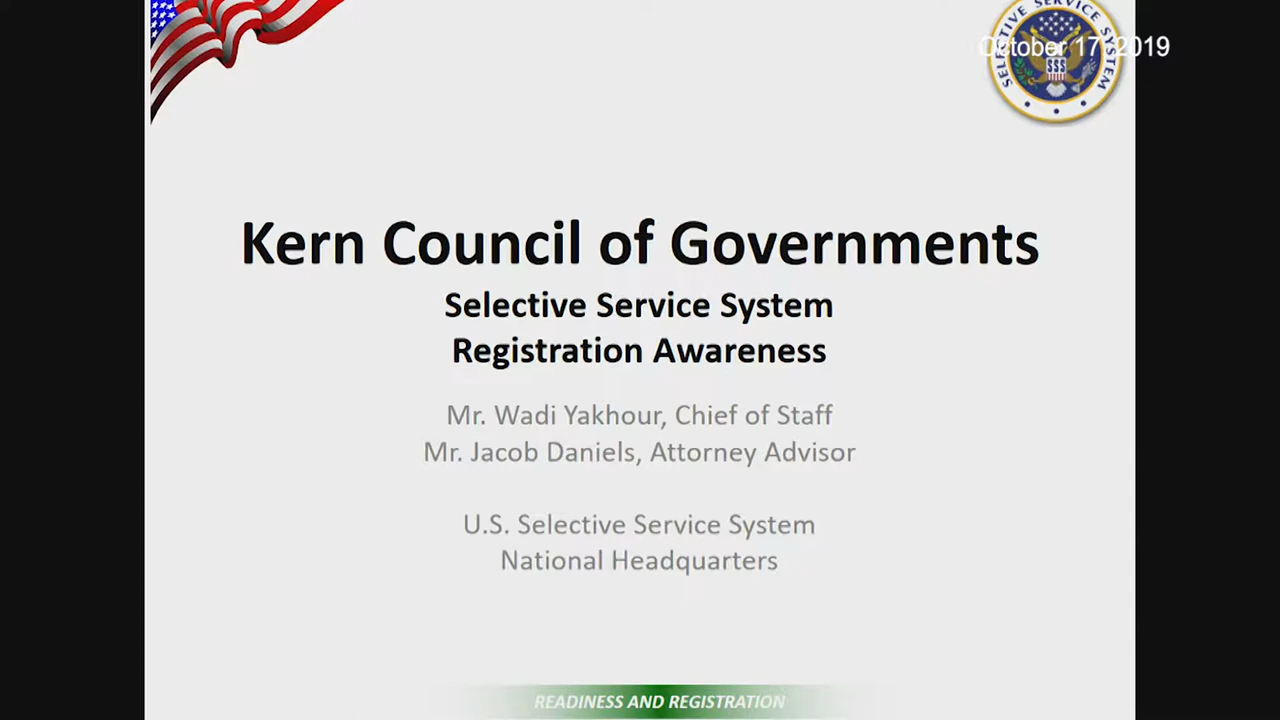 SELECTIVE SERVICE SYSTEM
SSS
October 17, 2019
Kern Council of Governments
Selective Service System
Registration Awareness
Mr. Wadi Yakhour, Chief of Staff
Mr. Jacob Daniels, Attorney Advisor
U.S. Selective Service System
National Headquarters
READINESS AND REGISTRATION